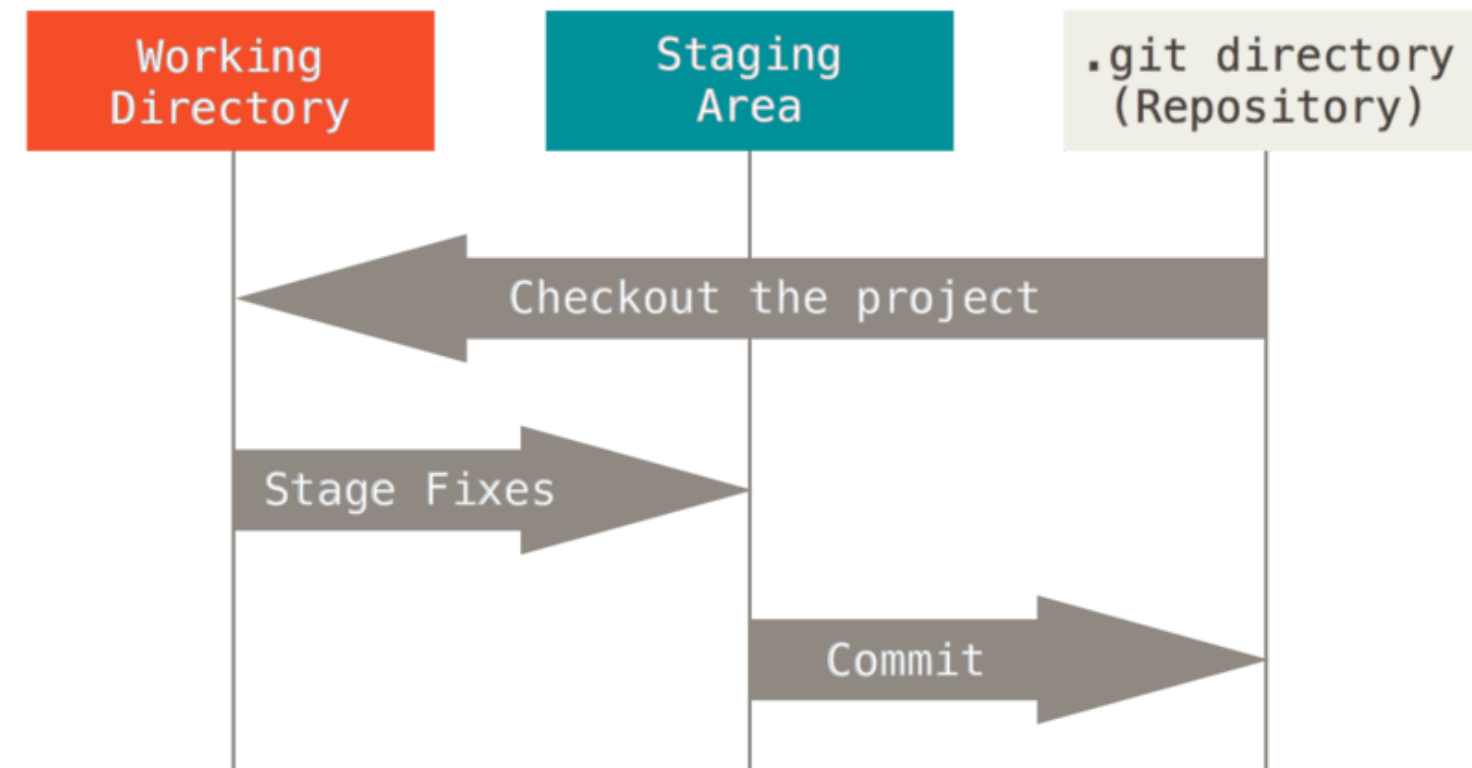 Working
Directory
Staging
Area
.git directory
(Repository)
Checkout the project
Stage Fixes
Commit